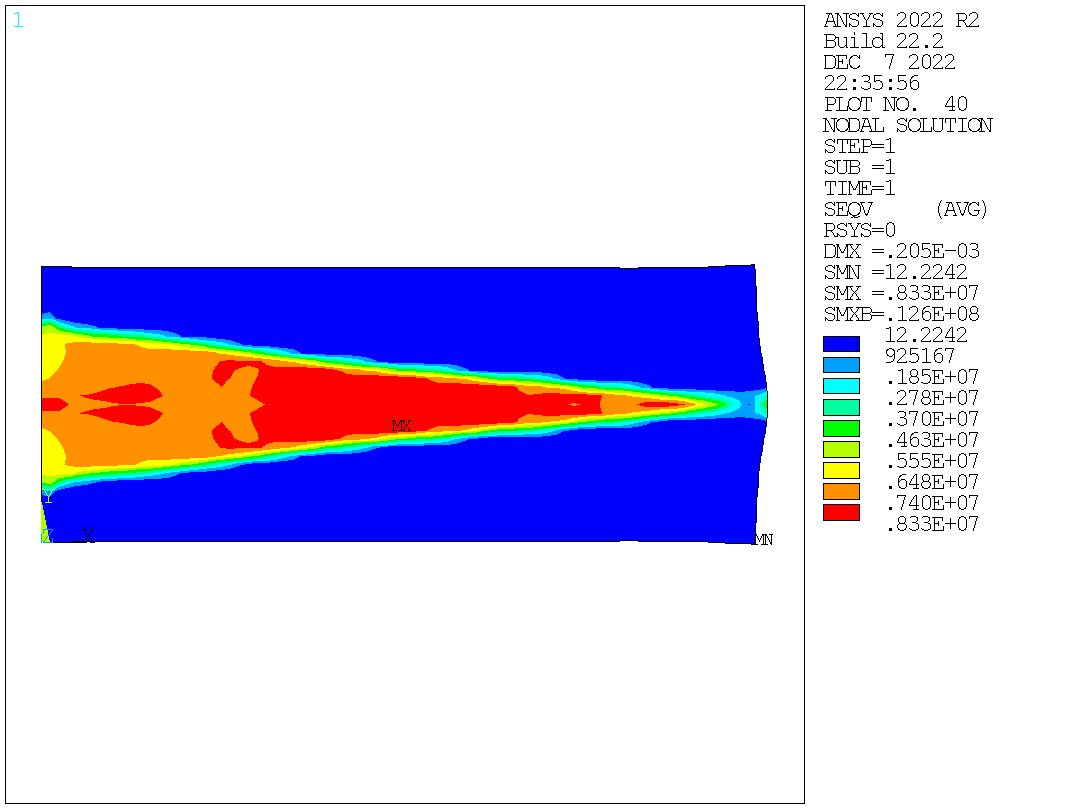 1
ANSYS 2022 R2
Build 22.2
DEC  7 2022
22:35:56
PLOT NO.  40
NODAL SOLUTION
STEP=1
SUB =1
TIME=1
SEQV     (AVG)
RSYS=0
DMX =.205E-03
SMN =12.2242
SMX =.833E+07
SMXB=.126E+08
12.2242
925167
.185E+07
.278E+07
.370E+07
.463E+07
.555E+07
.648E+07
.740E+07
.833E+07
MX
Y
Z X
MN